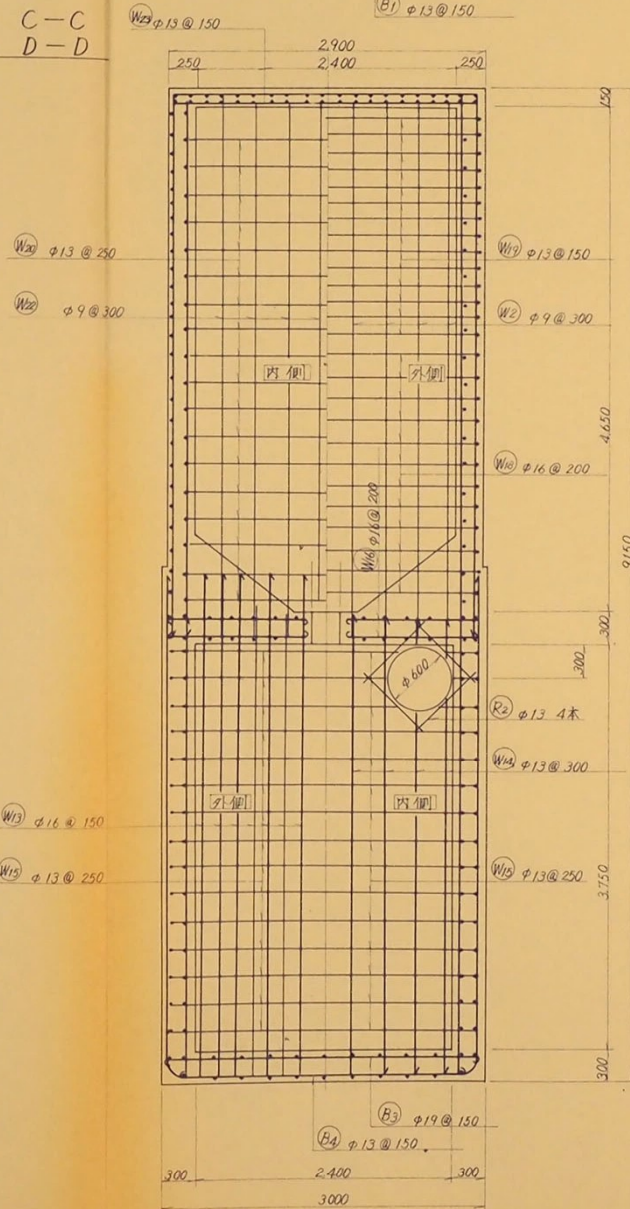 C-C
D-D
W23 φ13@150
B1 φ13@150
2,900
250 2,400 250
150
W20 φ13@250
W19 φ13@150
W22 φ9@300
W2 φ9@300
内側 外側
4,650
W18 φ16@200
W16 φ16@200
9150
300
300
φ600
R2 φ13 4本
W14 φ13@300
外側 内側
W13 φ16@150
W15 φ13@250
W15 φ13@250
3,750
300
B3 φ19@150
B4 φ13@150
300 2,400 300
3000